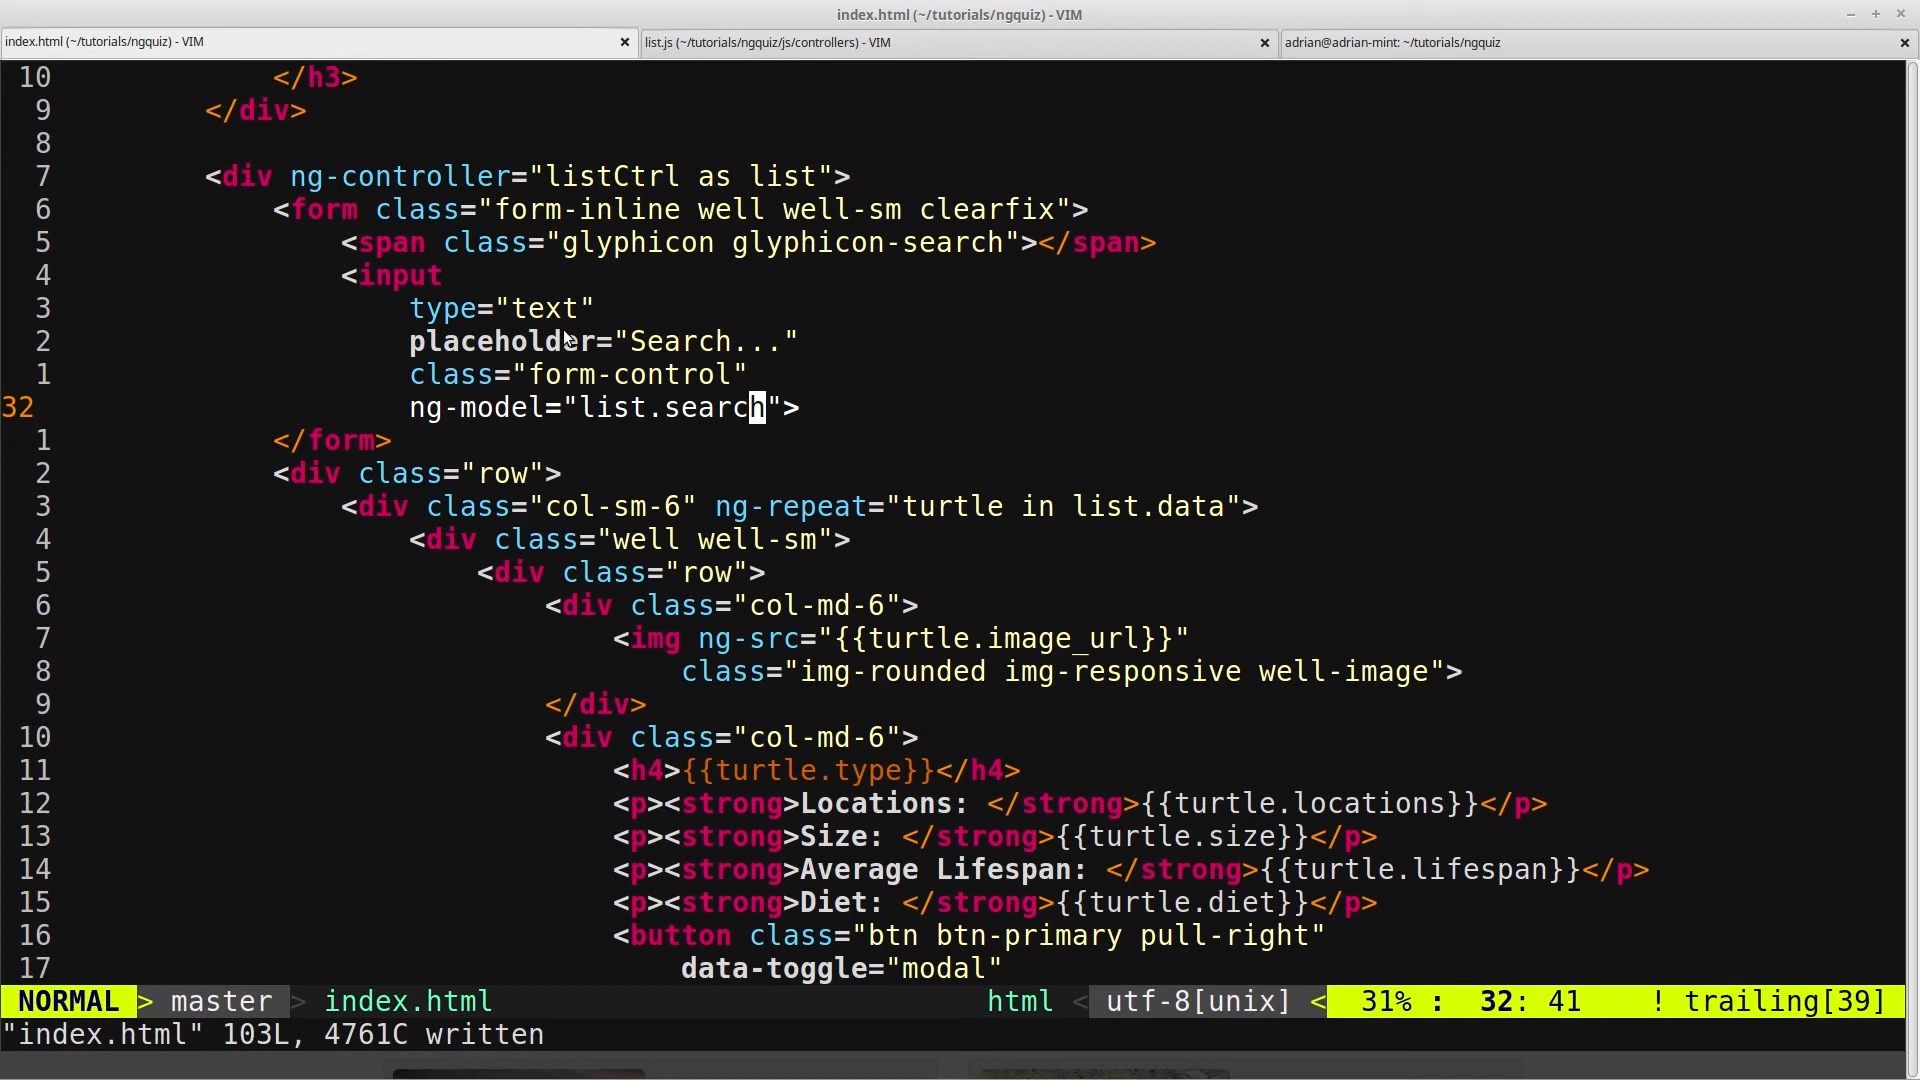 index.html (~/tutorials/ngquiz) - VIM
index.html (~/tutorials/ngquiz) - VIM
list.js (~/tutorials/ngquiz/js/controllers) - VIM
adrian@adrian-mint: ~/tutorials/ngquiz
10 </h3>
9 </div>
8
7 <div ng-controller="listCtrl as list">
6 <form class="form-inline well well-sm clearfix">
5 <span class="glyphicon glyphicon-search"></span>
4 <input
3 type="text"
2 placeholder="Search..."
1 class="form-control"
32 ng-model="list.search">
1 </form>
2 <div class="row">
3 <div class="col-sm-6" ng-repeat="turtle in list.data">
4 <div class="well well-sm">
5 <div class="row">
6 <div class="col-md-6">
7 <img ng-src="{{turtle.image_url}}"
8 class="img-rounded img-responsive well-image">
9 </div>
10 <div class="col-md-6">
11 <h4>{{turtle.type}}</h4>
12 <p><strong>Locations: </strong>{{turtle.locations}}</p>
13 <p><strong>Size: </strong>{{turtle.size}}</p>
14 <p><strong>Average Lifespan: </strong>{{turtle.lifespan}}</p>
15 <p><strong>Diet: </strong>{{turtle.diet}}</p>
16 <button class="btn btn-primary pull-right"
17 data-toggle="modal"
NORMAL > master > index.html html < utf-8[unix] < 31% : 32: 41 ! trailing[39]
"index.html" 103L, 4761C written